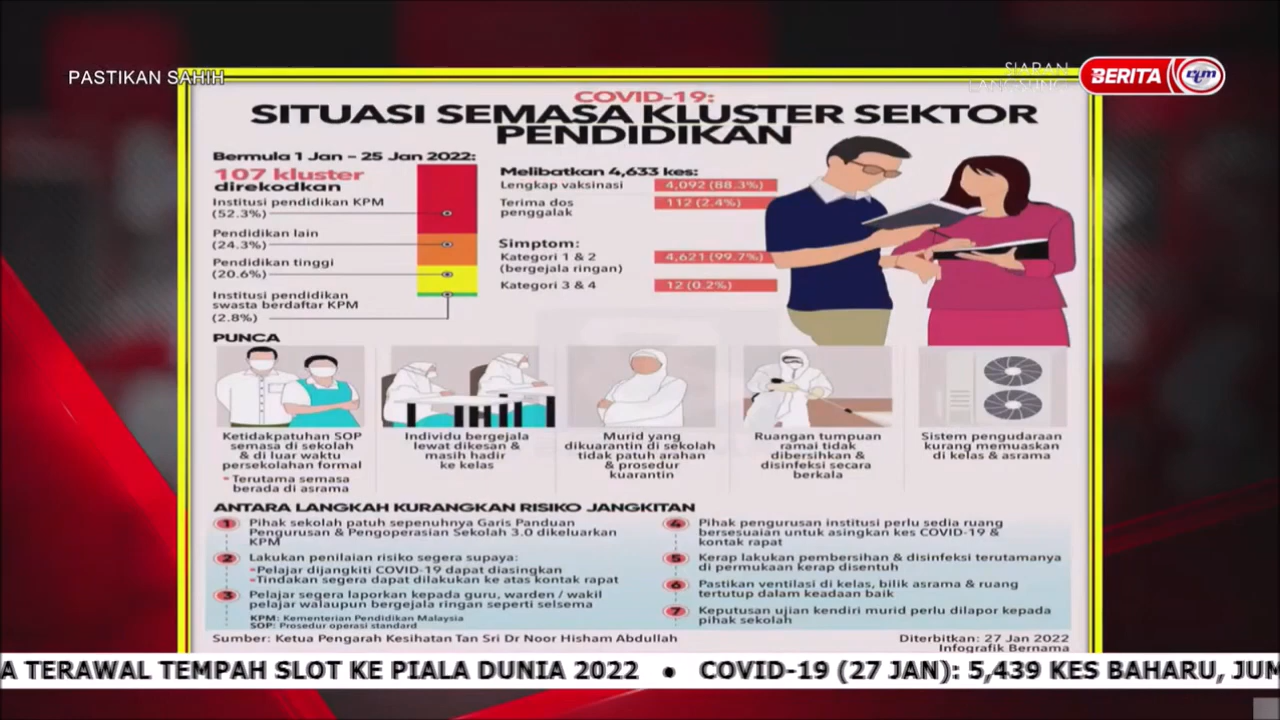 PASTIKAN SAHIH
SIARAN
LANGSUNG
BERITA rtm
COVID-19:
SITUASI SEMASA KLUSTER SEKTOR
PENDIDIKAN
Bermula 1 Jan – 25 Jan 2022:
107 kluster
direkodkan
Institusi pendidikan KPM
(52.3%)
Pendidikan lain
(24.3%)
Pendidikan tinggi
(20.6%)
Institusi pendidikan
swasta berdaftar KPM
(2.8%)
Melibatkan 4,633 kes:
Lengkap vaksinasi 4,092 (88.3%)
Terima dos 112 (2.4%)
penggalak
Simptom:
Kategori 1 & 2 4,621 (99.7%)
(bergejala ringan)
Kategori 3 & 4 12 (0.2%)
PUNCA
Ketidakpatuhan SOP
semasa di sekolah
& di luar waktu
persekolahan formal
• Terutama semasa
berada di asrama
Individu bergejala
lewat dikesan &
masih hadir
ke kelas
Murid yang
dikuarantin di sekolah
tidak patuh arahan
& prosedur
kuarantin
Ruangan tumpuan
ramai tidak
dibersihkan &
disinfeksi secara
berkala
Sistem pengudaraan
kurang memuaskan
di kelas & asrama
ANTARA LANGKAH KURANGKAN RISIKO JANGKITAN
1 Pihak sekolah patuh sepenuhnya Garis Panduan
Pengurusan & Pengoperasian Sekolah 3.0 dikeluarkan
KPM
2 Lakukan penilaian risiko segera supaya:
•Pelajar dijangkiti COVID-19 dapat diasingkan
•Tindakan segera dapat dilakukan ke atas kontak rapat
3 Pelajar segera laporkan kepada guru, warden / wakil
pelajar walaupun bergejala ringan seperti selsema
KPM: Kementerian Pendidikan Malaysia
SOP: Prosedur operasi standard
4 Pihak pengurusan institusi perlu sedia ruang
bersesuaian untuk asingkan kes COVID-19 &
kontak rapat
5 Kerap lakukan pembersihan & disinfeksi terutamanya
di permukaan kerap disentuh
6 Pastikan ventilasi di kelas, bilik asrama & ruang
tertutup dalam keadaan baik
7 Keputusan ujian kendiri murid perlu dilapor kepada
pihak sekolah
Sumber: Ketua Pengarah Kesihatan Tan Sri Dr Noor Hisham Abdullah
Diterbitkan: 27 Jan 2022
Infografik Bernama
A TERAWAL TEMPAH SLOT KE PIALA DUNIA 2022 ● COVID-19 (27 JAN): 5,439 KES BAHARU, JUM